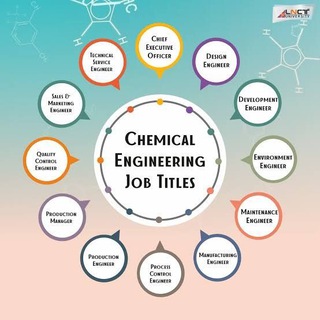 LNCT
UNIVERSITY
CHIEF
EXECUTIVE
OFFICER
DESIGN
ENGINEER
DEVELOPMENT
ENGINEER
ENVIRONMENT
ENGINEER
MAINTENANCE
ENGINEER
MANUFACTURING
ENGINEER
PROCESS
CONTROL
ENGINEER
PRODUCTION
ENGINEER
PRODUCTION
MANAGER
QUALITY
CONTROL
ENGINEER
SALES &
MARKETING
ENGINEER
TECHNICAL
SERVICE
ENGINEER
CHEMICAL
ENGINEERING
JOB TITLES